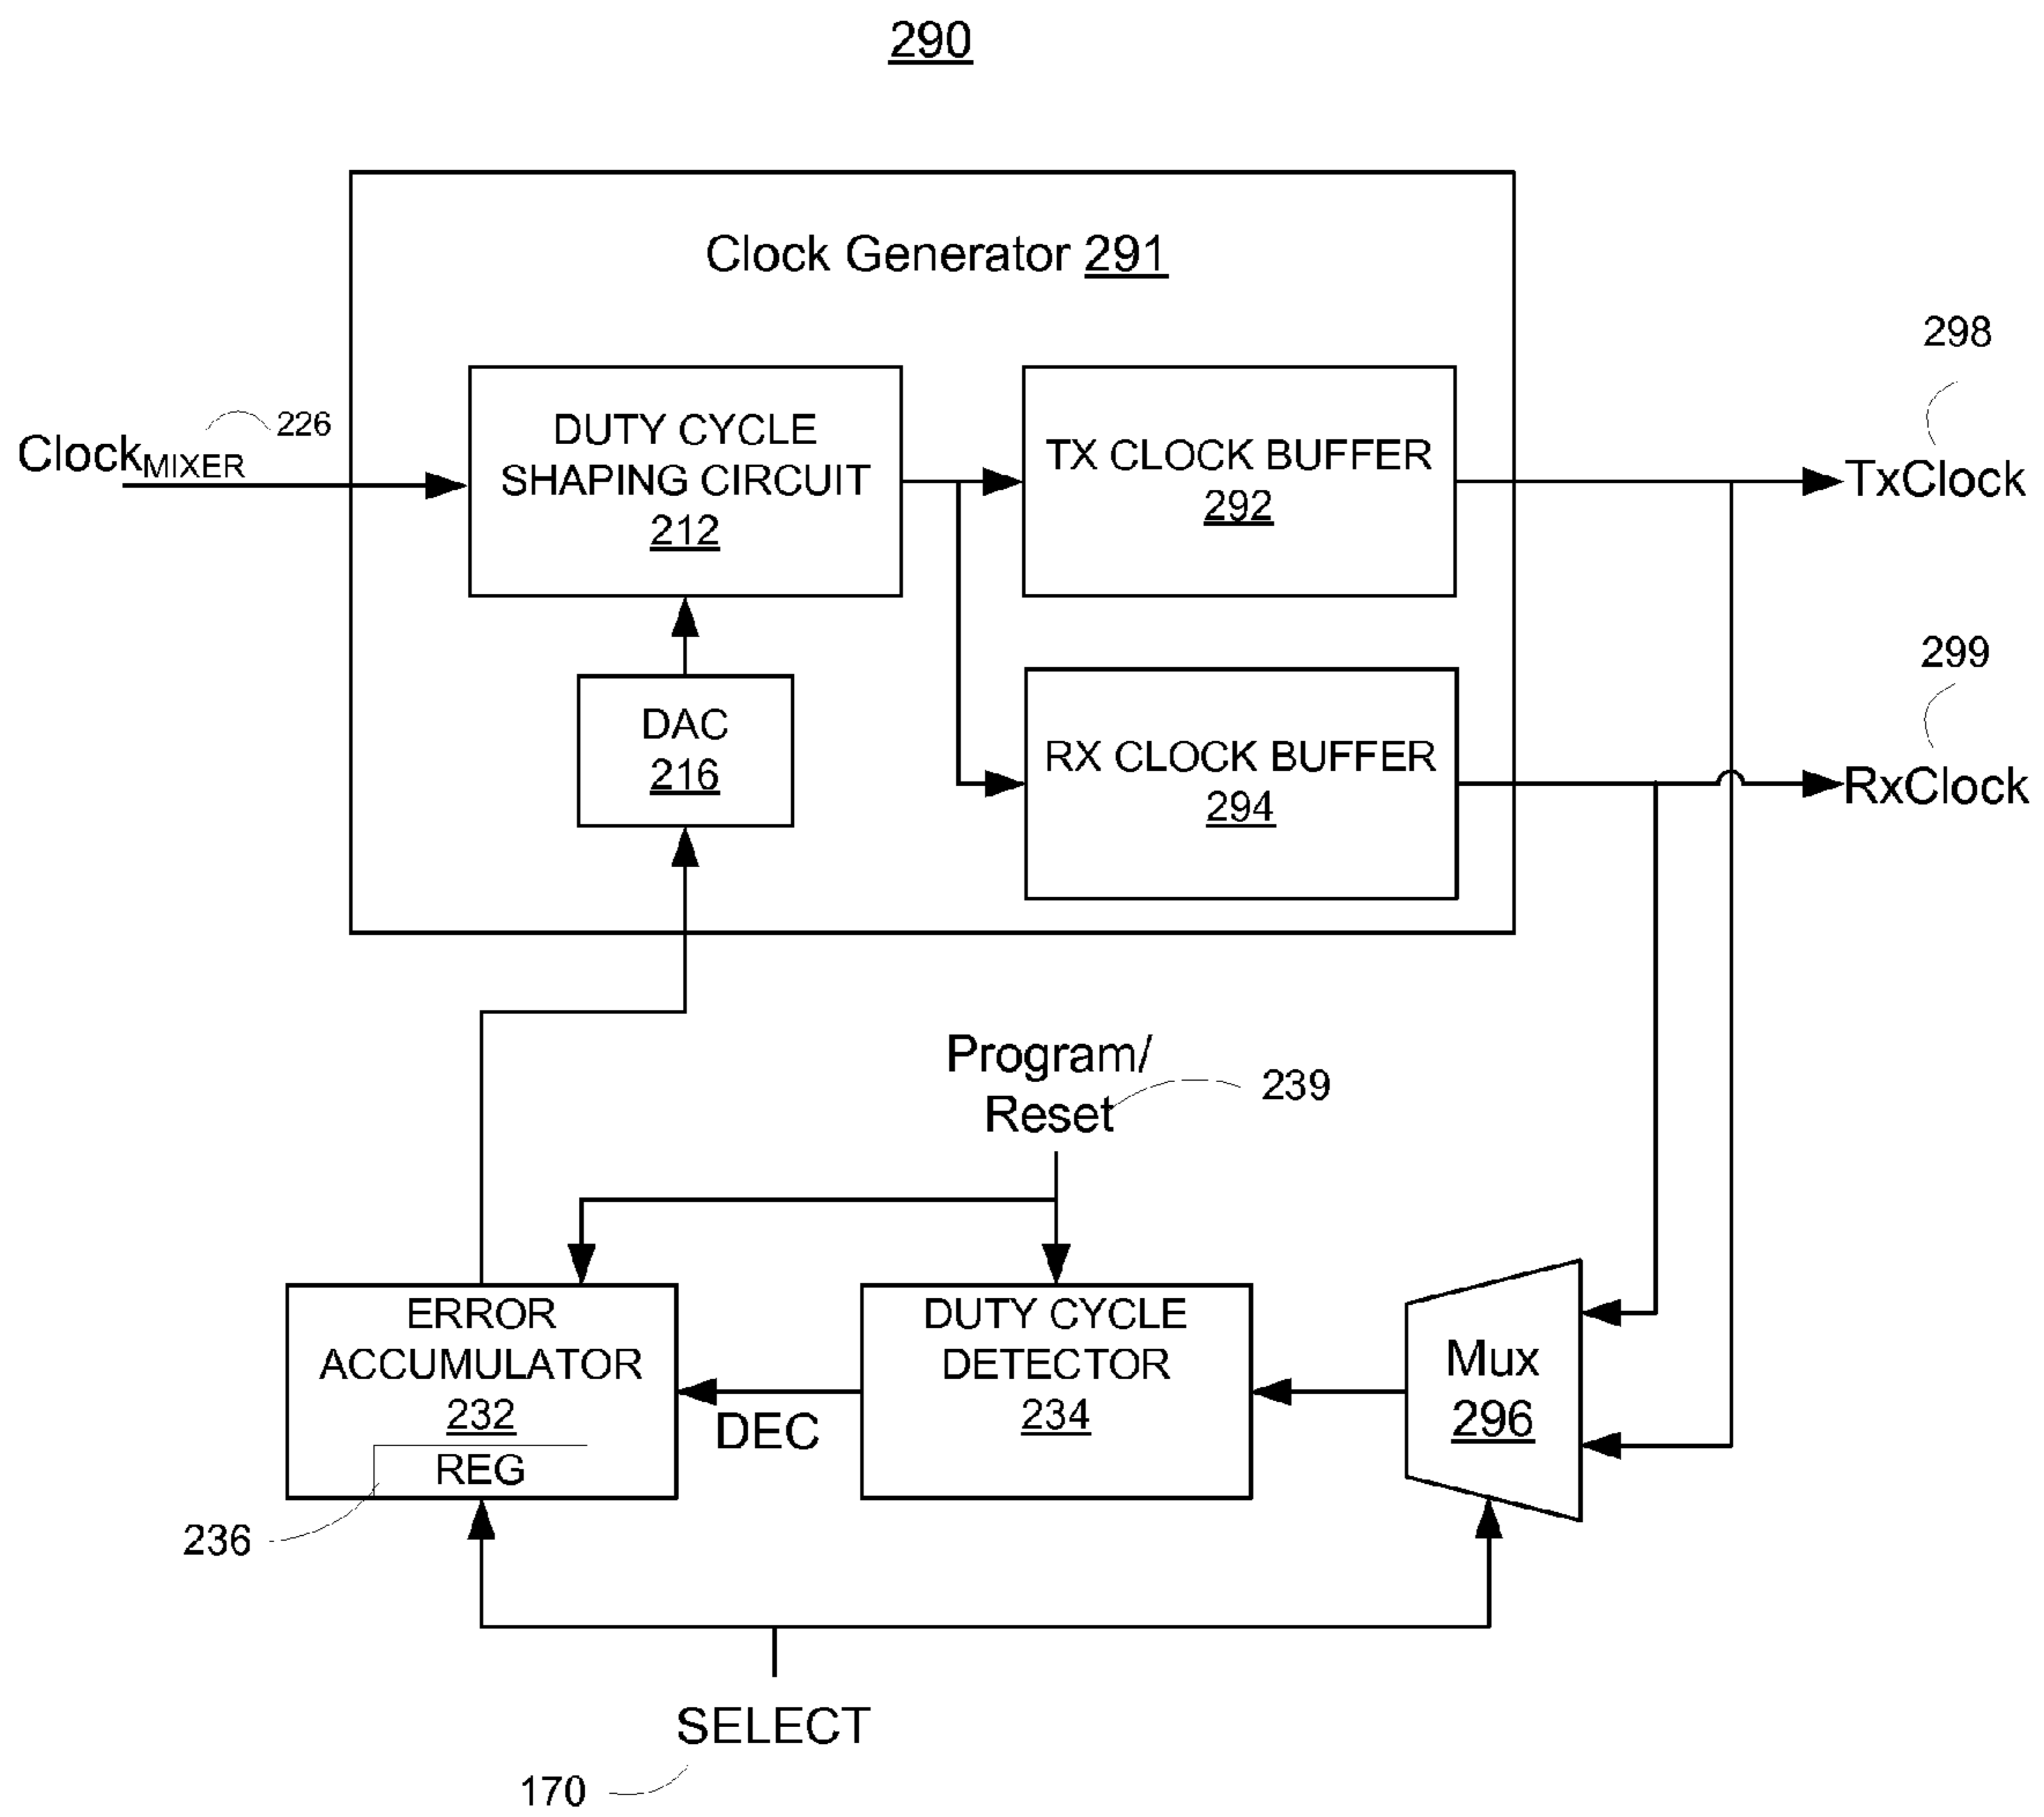 290
Clock Generator 291
298
226
ClockMIXER
DUTY CYCLE
SHAPING CIRCUIT
212
TX CLOCK BUFFER
292
TxClock
299
DAC
216
RX CLOCK BUFFER
294
RxClock
Program/
Reset
239
ERROR
ACCUMULATOR
232
REG
236
DEC
DUTY CYCLE
DETECTOR
234
Mux
296
SELECT
170